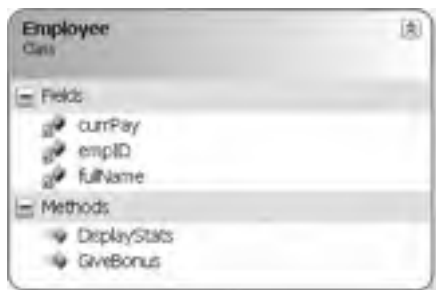 Employee
Class
Fields
currPay
empID
fullName
Methods
DisplayStats
GiveBonus